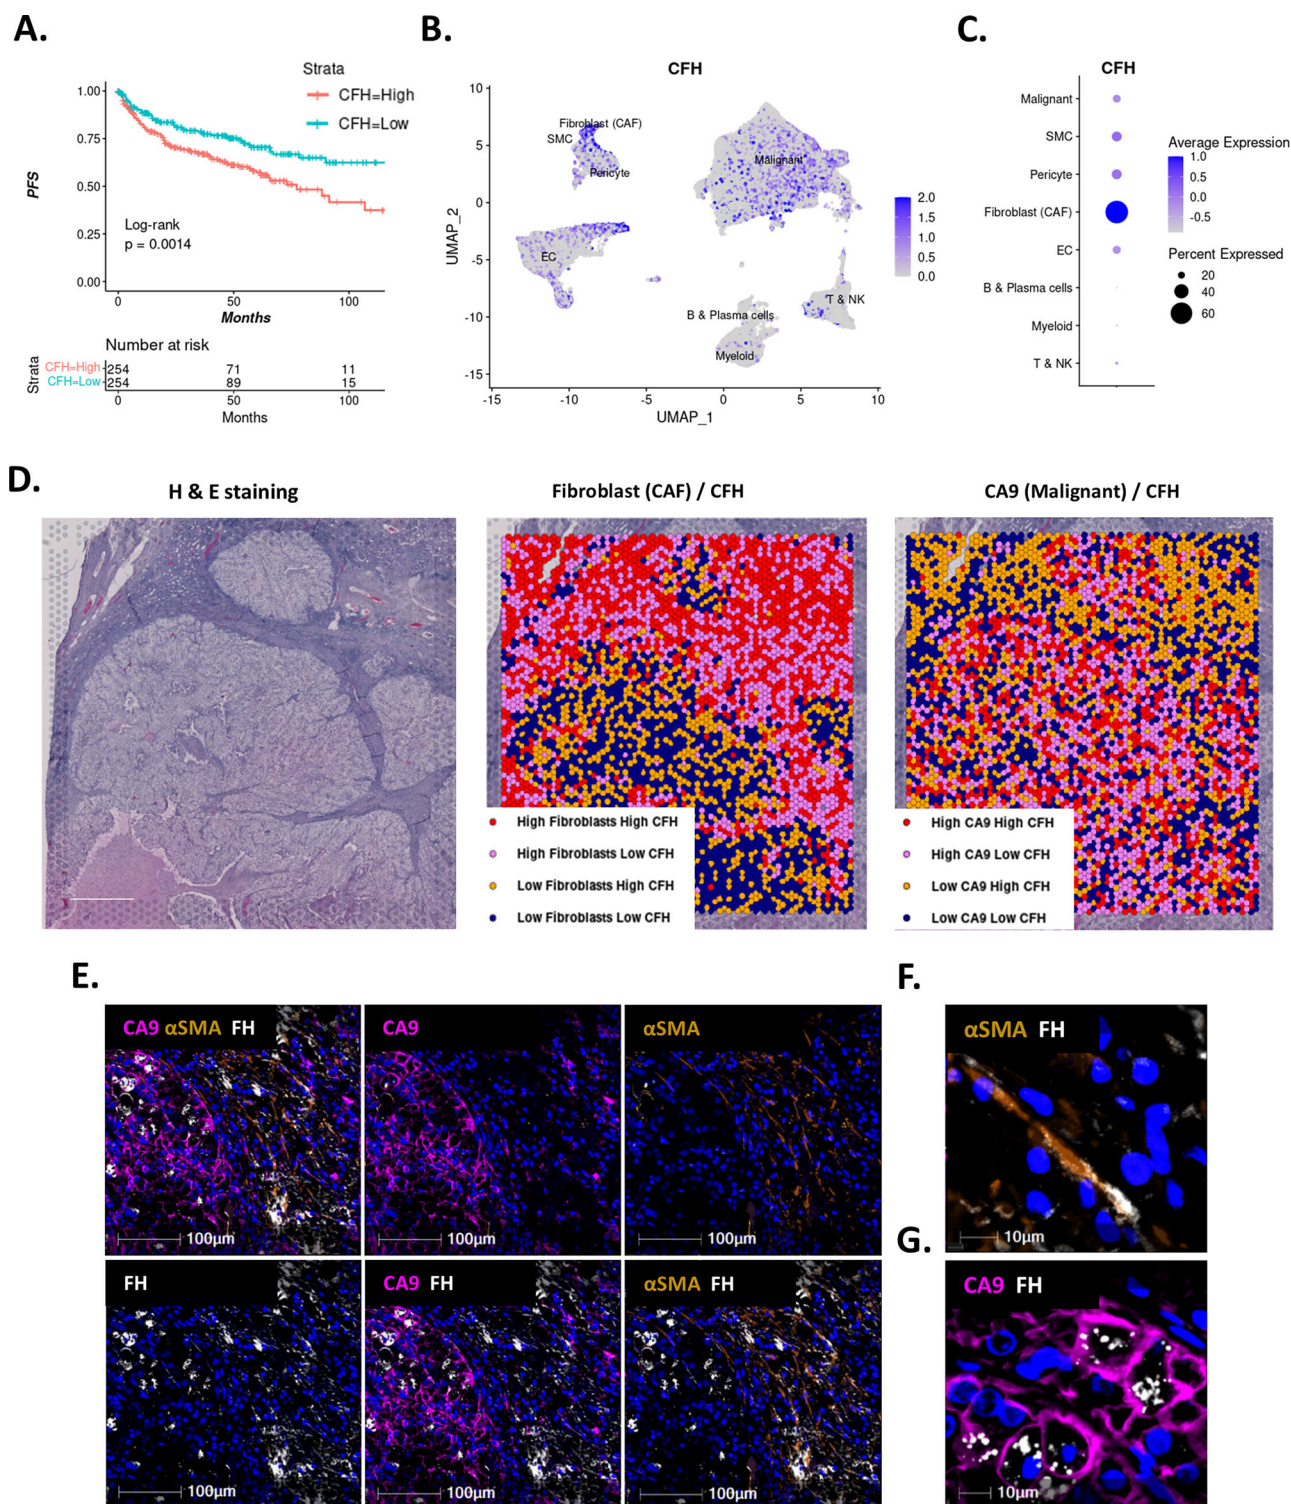 A.
Strata
CFH=High
CFH=Low
1.00
0.75
0.50
0.25
0.00
PFS
Log-rank
p = 0.0014
0
50
100
Months
Number at risk
Strata
CFH=High 254 71 11
CFH=Low 254 89 15
0 50 100
Months
B.
CFH
10
5
0
-5
-10
-15
UMAP_2
Fibroblast (CAF)
SMC
Pericyte
Malignant
EC
T & NK
B & Plasma cells
Myeloid
2.0
1.5
1.0
0.5
0.0
-15 -10 -5 0 5 10
UMAP_1
C.
CFH
Malignant
SMC
Pericyte
Fibroblast (CAF)
EC
B & Plasma cells
Myeloid
T & NK
Average Expression
1.0
0.5
0.0
-0.5
Percent Expressed
20
40
60
D.
H & E staining
Fibroblast (CAF) / CFH
High Fibroblasts High CFH
High Fibroblasts Low CFH
Low Fibroblasts High CFH
Low Fibroblasts Low CFH
CA9 (Malignant) / CFH
High CA9 High CFH
High CA9 Low CFH
Low CA9 High CFH
Low CA9 Low CFH
E.
CA9 αSMA FH
100μm
CA9
100μm
αSMA
100μm
FH
100μm
CA9 FH
100μm
αSMA FH
100μm
F.
αSMA FH
10μm
G.
CA9 FH
10μm